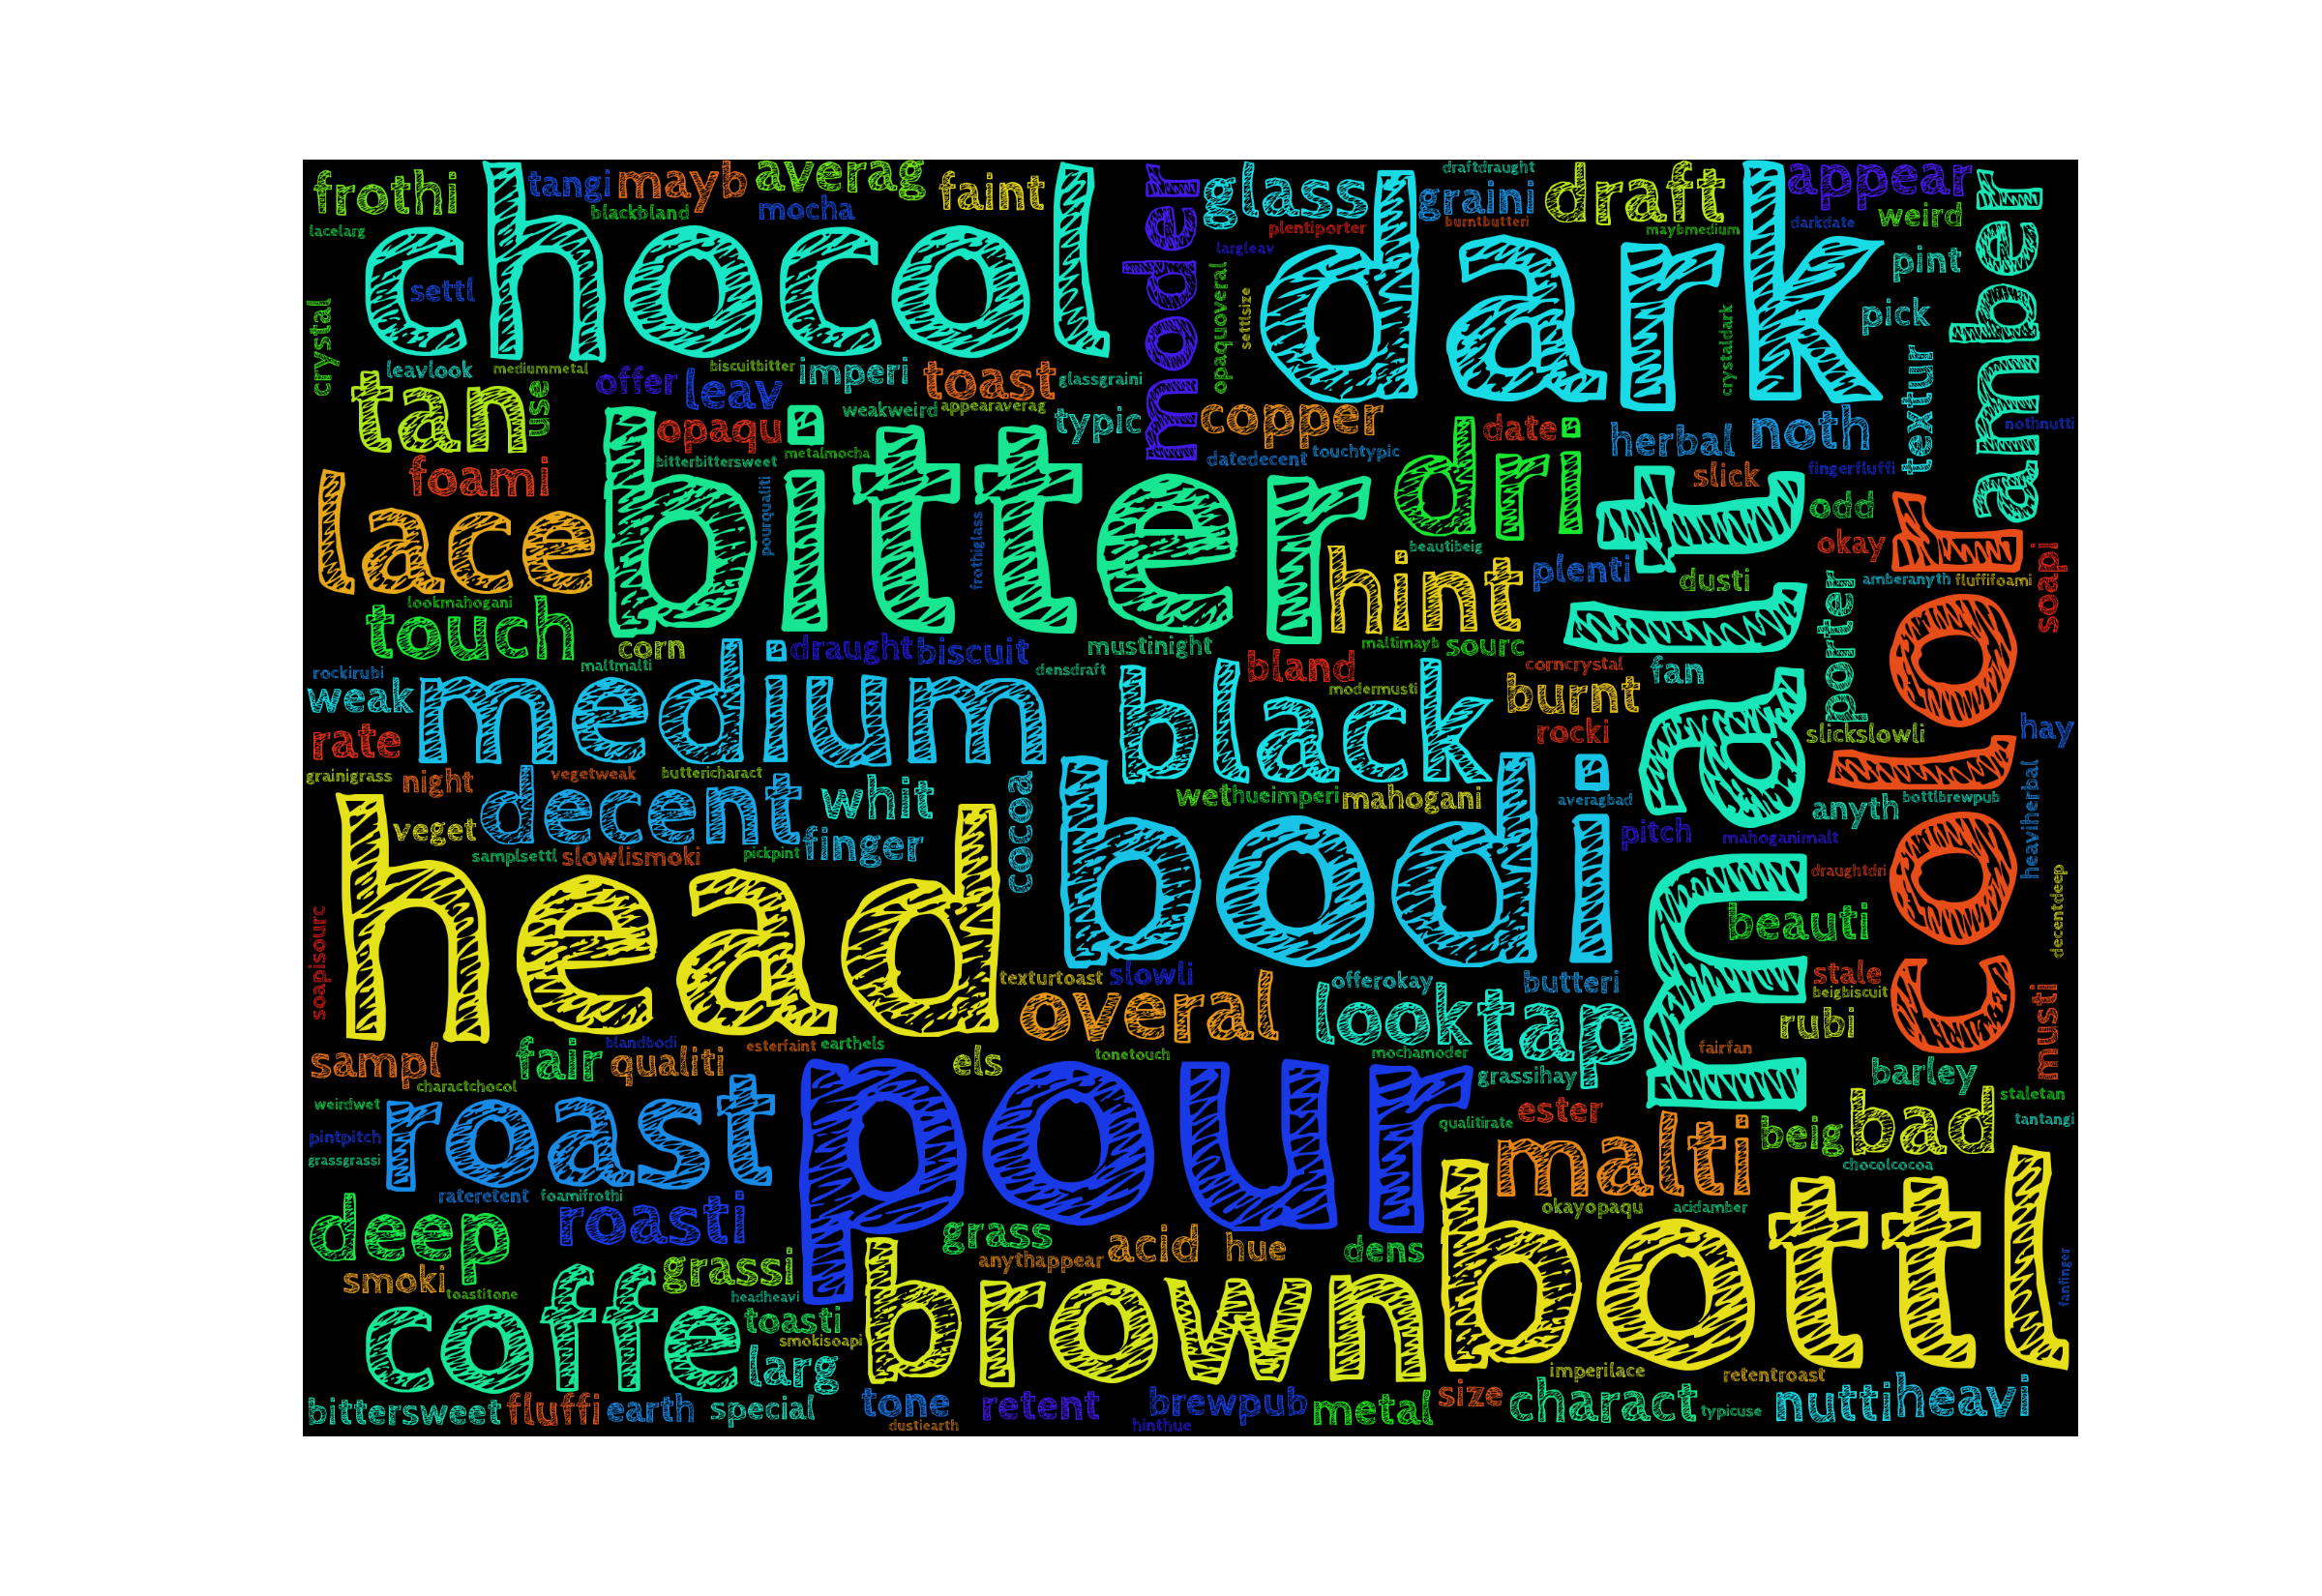 frothi
tangi
mayb
averag
faint
glass
draftdraught
graini
draft
appear
blackbland
mocha
plentiporter
burntbutteri
maybmedium
darkdate
weird
lacelarg
chocol
moder
largleav
dark
amber
pint
settl
opaquoveral
settlsize
crystaldark
pick
crystal
leavlook
mediummetal
biscuitbitter
imperi
toast
glassgraini
textur
tan
use
offer
leav
weakweird
appearaverag
typic
copper
date
herbal
noth
nothnutti
opaqu
bitterbittersweet
metalmocha
datedecent
touchtypic
foami
bitter
dri
slick
fingerfluffi
lace
pourqualiti
frothiglass
beautibeig
malt
odd
okay
color
hint
plenti
dusti
amberanyth
fluffifoami
soapi
lookmahogani
touch
corn
draught
biscuit
mustinight
maltimayb
sourc
porter
rockirubi
maltmalti
densdraft
bland
corncrystal
fan
weak
medium
black
modermusti
burnt
rate
rocki
slickslowli
hay
grainigrass
night
vegetweak
buttericharact
cocoa
wet
hueimperi
mahogani
averagbad
bottlbrewpub
heaviherbal
decent
whit
anyth
veget
finger
pitch
mahoganimalt
samplsettl
slowlismoki
pickpint
head
bodi
draughtdri
decentdeep
soapisourc
beauti
texturtoast
slowli
offerokay
butteri
stale
beigbiscuit
overal
look
tap
rubi
musti
sampl
fair
blandbodi
qualiti
esterfaint
earthels
els
tonetouch
mochamoder
grassihay
fairfan
barley
charactchocol
weirdwet
roast
pour
qualitirate
ester
staletan
pintpitch
malti
beig
bad
tantangi
grassgrassi
chocolcocoa
rateretent
foamifrothi
okayopaqu
acidamber
deep
roasti
grass
acid
hue
dens
bottl
smoki
grassi
anythappear
fanfinger
toastitone
headheavi
coffe
toasti
smokisoapi
brown
larg
imperilace
retentroast
bittersweet
fluffi
earth
special
tone
retent
brewpub
metal
size
charact
typicuse
nutti
heavi
dustiearth
hinthue